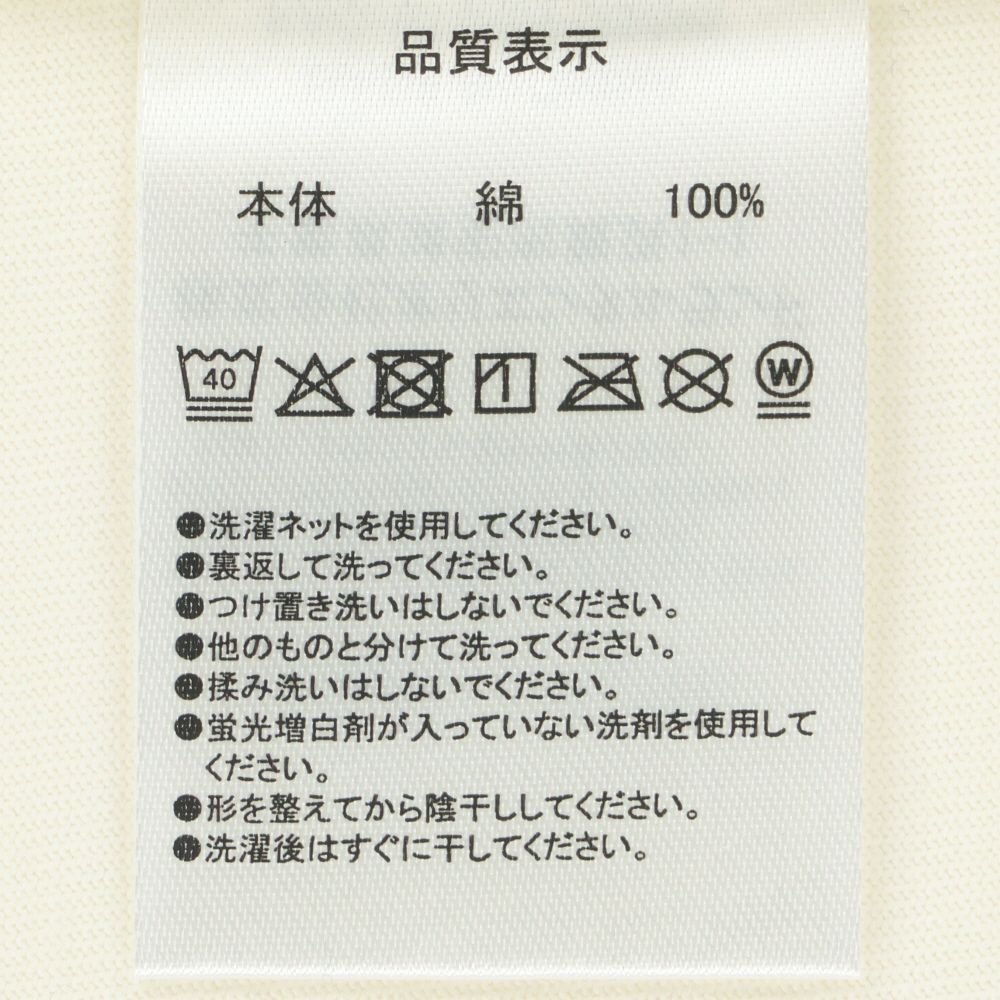 品質表示
本体 綿 100%
40 W
●洗濯ネットを使用してください。
●裏返して洗ってください。
●つけ置き洗いはしないでください。
●他のものと分けて洗ってください。
●揉み洗いはしないでください。
●蛍光増白剤が入っていない洗剤を使用して
ください。
●形を整えてから陰干ししてください。
●洗濯後はすぐに干してください。